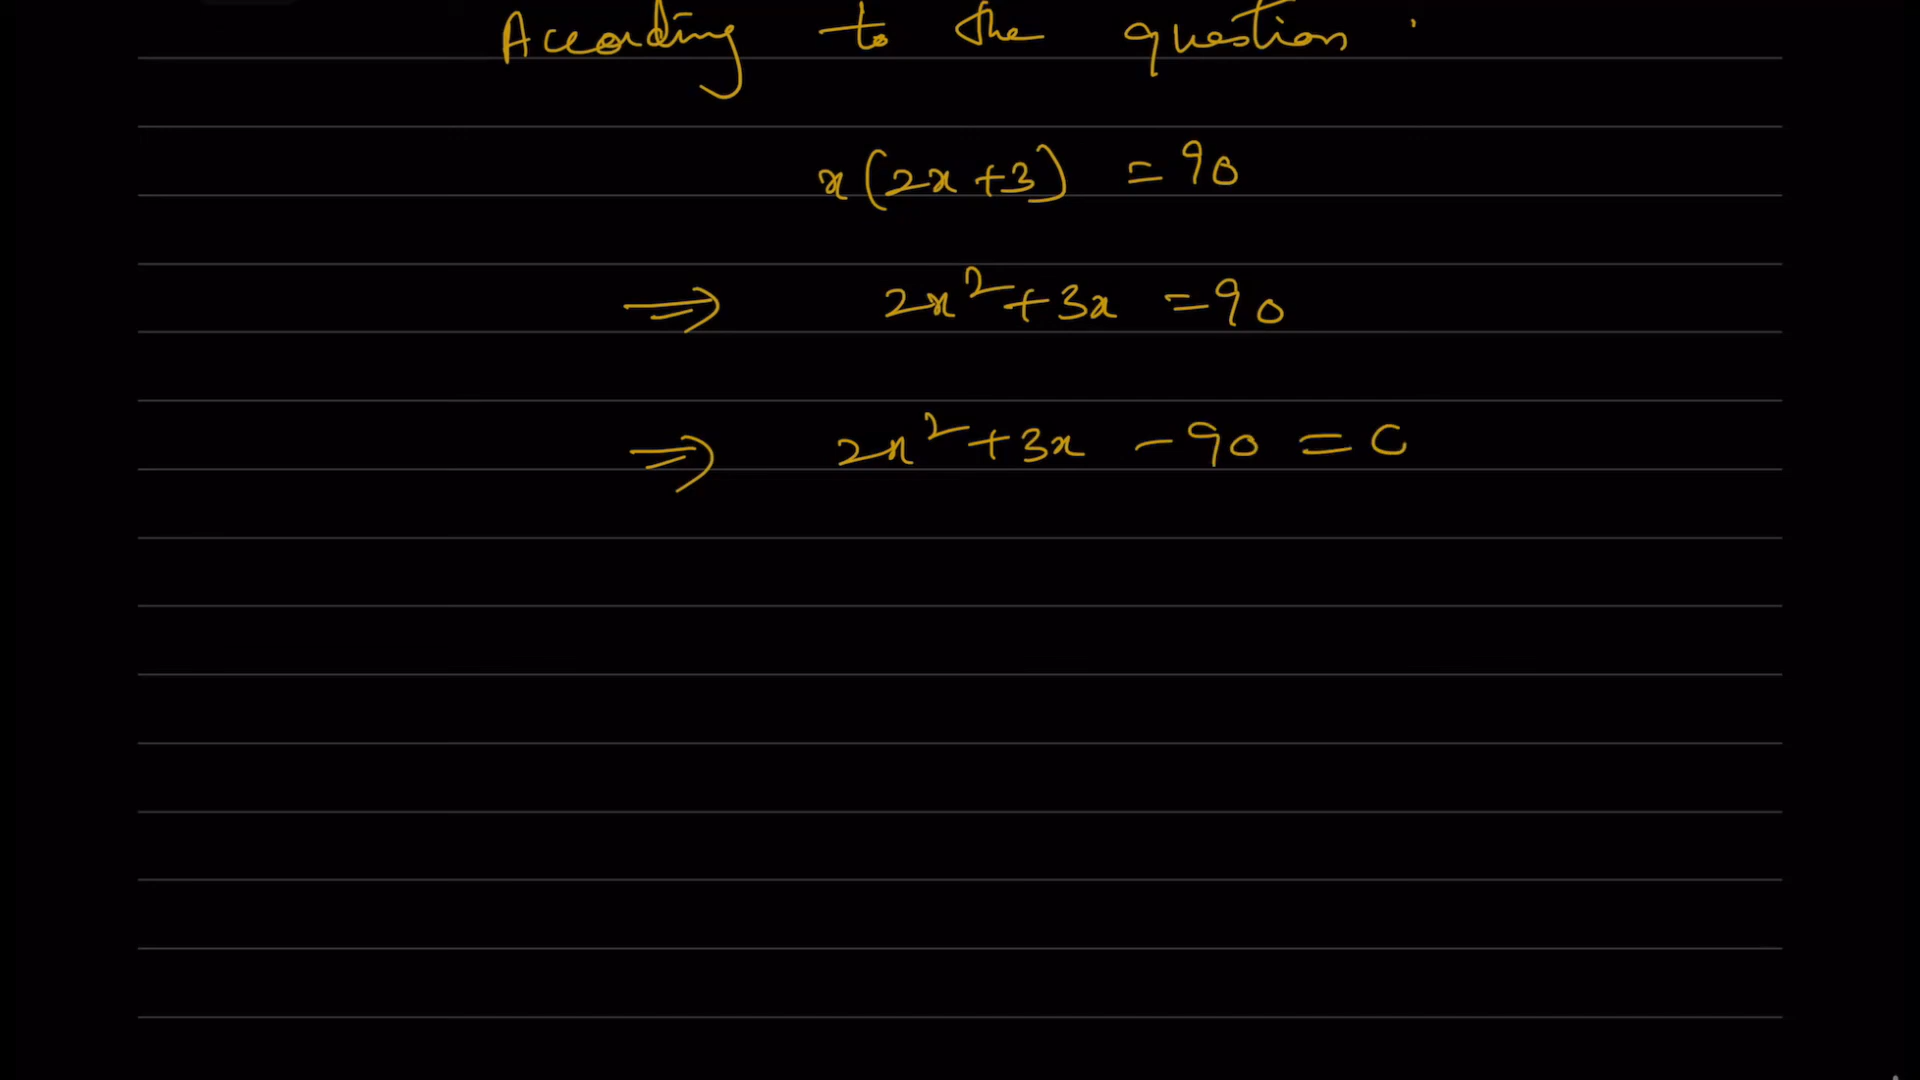 According to the question .
x(2x+3) = 90
⇒ 2x²+3x = 90
⇒ 2x²+3x - 90 = 0